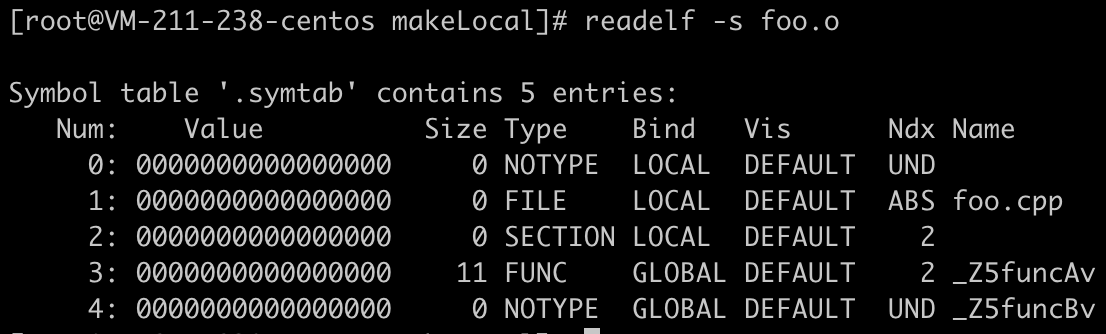 [root@VM-211-238-centos makeLocal]# readelf -s foo.o
Symbol table '.symtab' contains 5 entries:
   Num:    Value          Size Type    Bind   Vis      Ndx Name
     0: 0000000000000000     0 NOTYPE  LOCAL  DEFAULT  UND
     1: 0000000000000000     0 FILE    LOCAL  DEFAULT  ABS foo.cpp
     2: 0000000000000000     0 SECTION LOCAL  DEFAULT    2
     3: 0000000000000000    11 FUNC    GLOBAL DEFAULT    2 _Z5funcAv
     4: 0000000000000000     0 NOTYPE  GLOBAL DEFAULT  UND _Z5funcBv